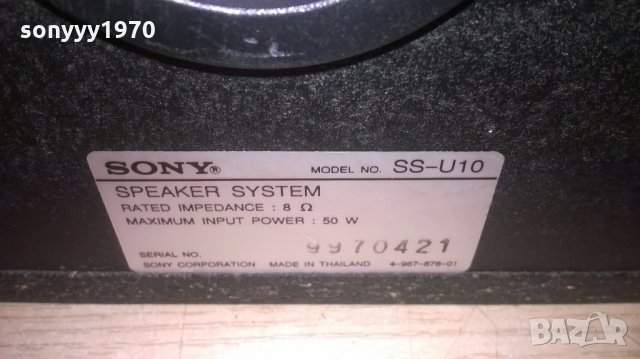 sonyyy1970
SONY® MODEL NO. SS-U10
SPEAKER SYSTEM
RATED IMPEDANCE : 8 Ω
MAXIMUM INPUT POWER : 50 W
SERIAL NO. 9970421
SONY CORPORATION MADE IN THAILAND 4-967-876-01
BAZAR